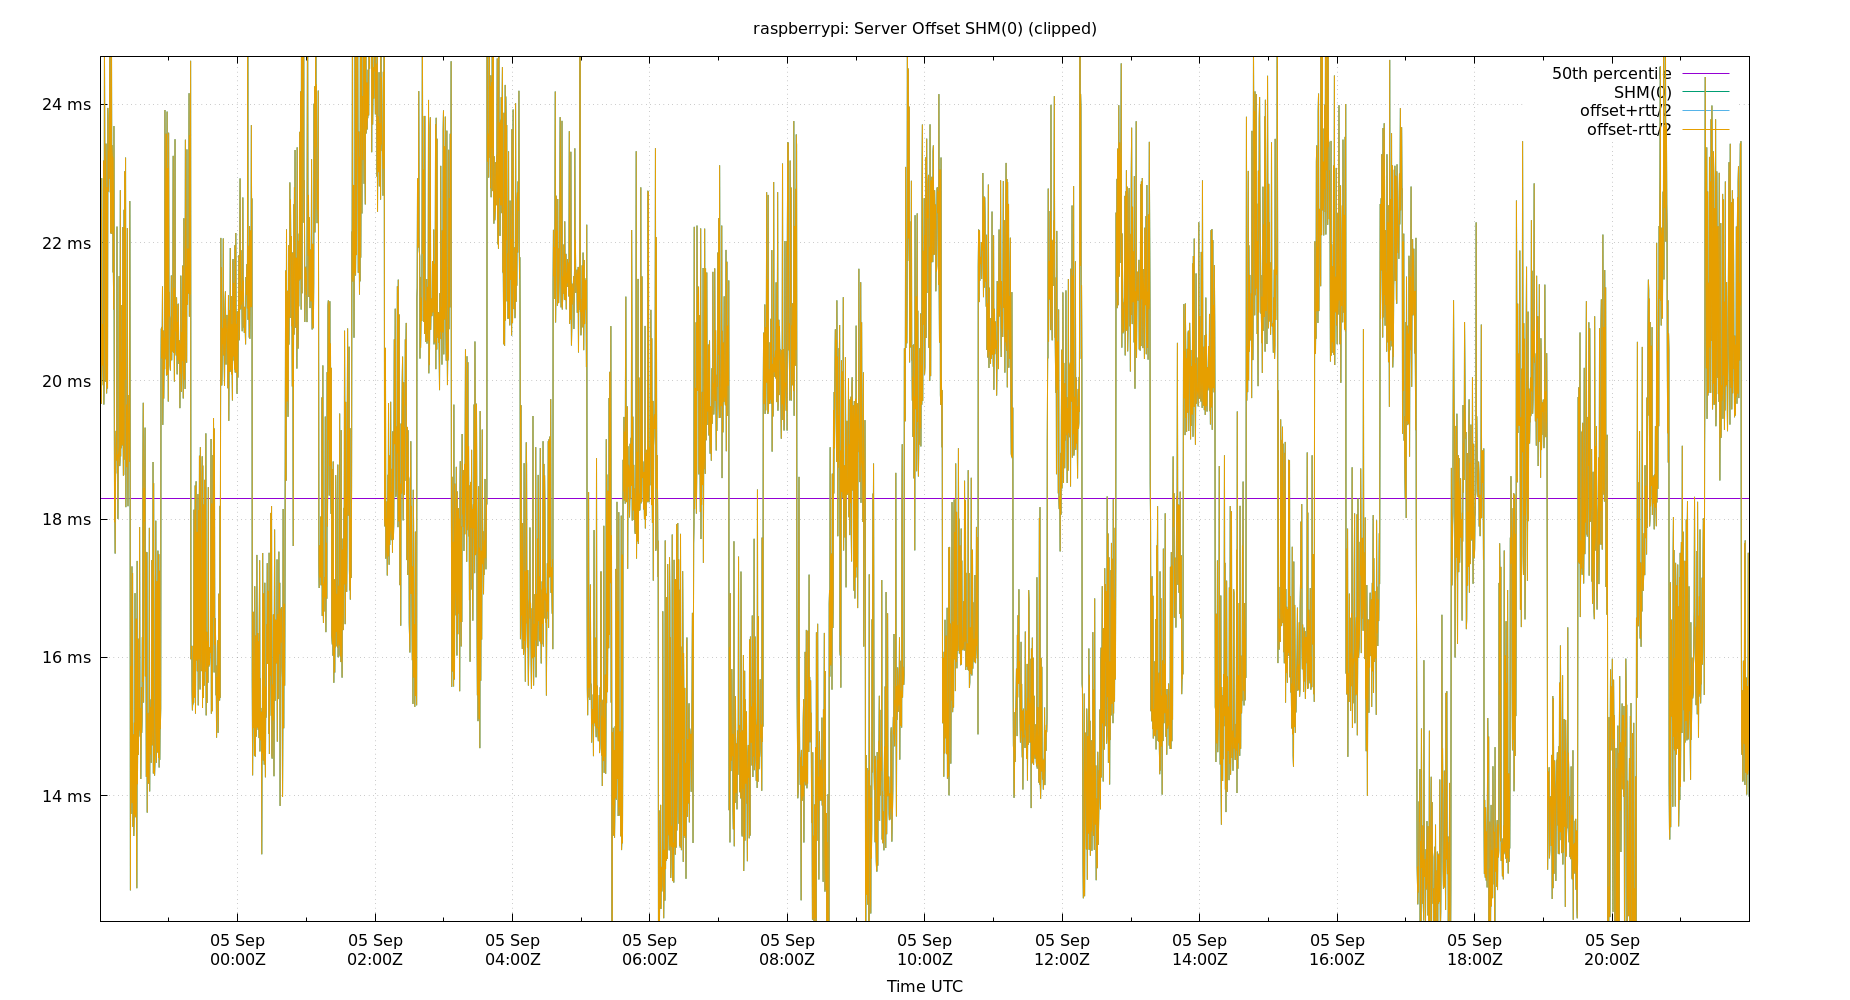 raspberrypi: Server Offset SHM(0) (clipped)
50th percentile
SHM(0)
offset+rtt/2
offset-rtt/2
24 ms
22 ms
20 ms
18 ms
16 ms
14 ms
05 Sep 05 Sep 05 Sep 05 Sep 05 Sep 05 Sep 05 Sep 05 Sep 05 Sep 05 Sep 05 Sep
00:00Z 02:00Z 04:00Z 06:00Z 08:00Z 10:00Z 12:00Z 14:00Z 16:00Z 18:00Z 20:00Z
Time UTC